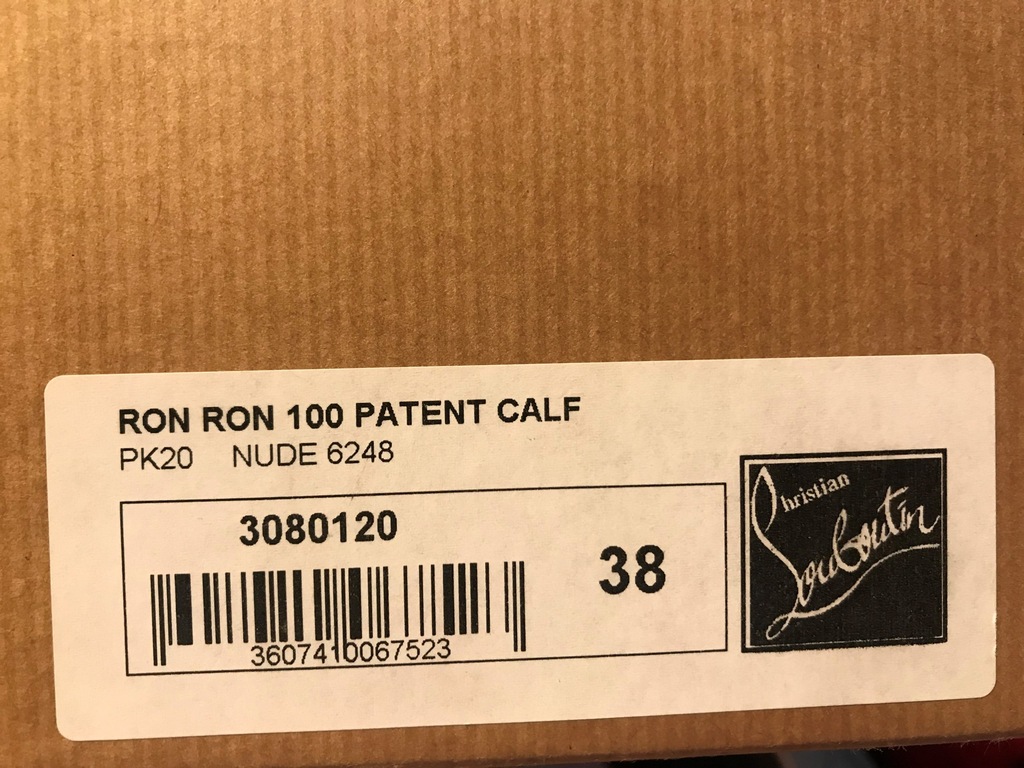 RON RON 100 PATENT CALF
PK20 NUDE 6248
3080120
38
3607410067523
Christian
Louboutin